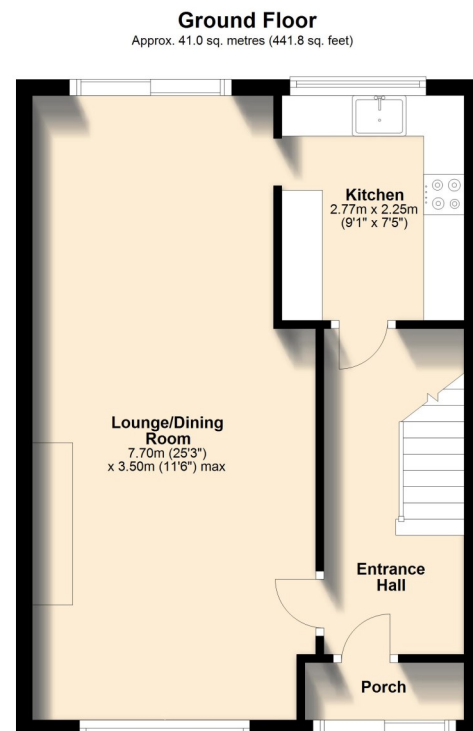 Ground Floor
Approx. 41.0 sq. metres (441.8 sq. feet)
Kitchen
2.77m x 2.25m
(9'1" x 7'5")
Lounge/Dining
Room
7.70m (25'3")
x 3.50m (11'6") max
Entrance
Hall
Porch